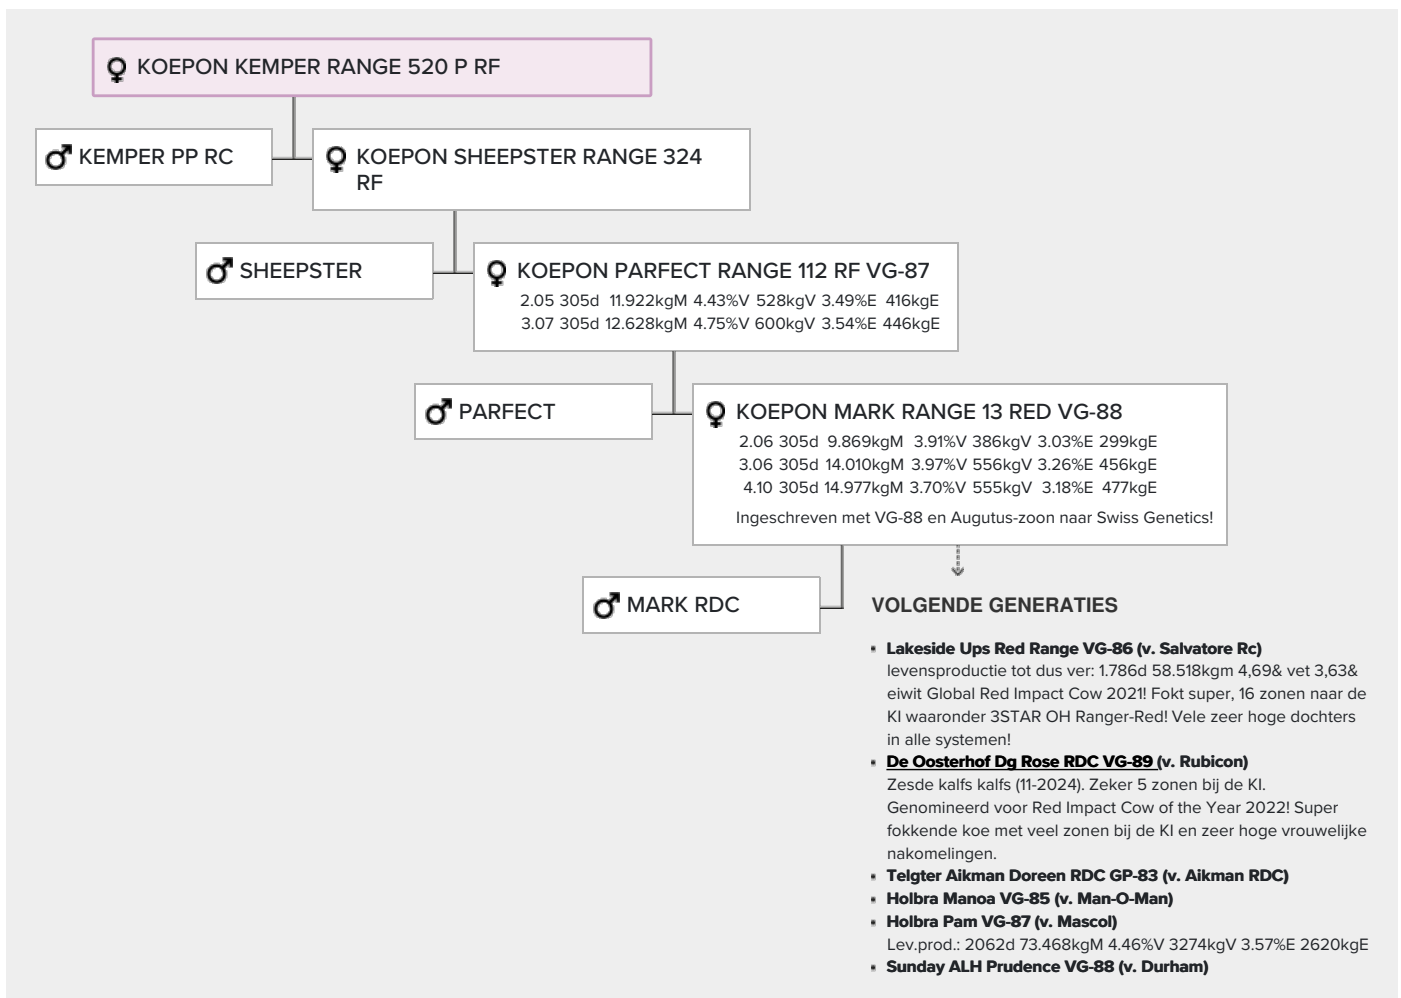 KOEPON KEMPER RANGE 520 P RF
KEMPER PP RC
KOEPON SHEEPSTER RANGE 324
RF
SHEEPSTER
KOEPON PARFECT RANGE 112 RF VG-87
2.05 305d 11.922kgM 4.43%V 528kgV 3.49%E 416kgE
3.07 305d 12.628kgM 4.75%V 600kgV 3.54%E 446kgE
PARFECT
KOEPON MARK RANGE 13 RED VG-88
2.06 305d 9.869kgM 3.91%V 386kgV 3.03%E 299kgE
3.06 305d 14.010kgM 3.97%V 556kgV 3.26%E 456kgE
4.10 305d 14.977kgM 3.70%V 555kgV 3.18%E 477kgE
Ingeschreven met VG-88 en Augutus-zoon naar Swiss Genetics!
MARK RDC
VOLGENDE GENERATIES
Lakeside Ups Red Range VG-86 (v. Salvatore Rc)
levensproductie tot dus ver: 1.786d 58.518kgm 4,69& vet 3,63&
eiwit Global Red Impact Cow 2021! Fokt super, 16 zonen naar de
KI waaronder 3STAR OH Ranger-Red! Vele zeer hoge dochters
in alle systemen!
De Oosterhof Dg Rose RDC VG-89 (v. Rubicon)
Zesde kalfs kalfs (11-2024). Zeker 5 zonen bij de KI.
Genomineerd voor Red Impact Cow of the Year 2022! Super
fokkende koe met veel zonen bij de KI en zeer hoge vrouwelijke
nakomelingen.
Telgter Aikman Doreen RDC GP-83 (v. Aikman RDC)
Holbra Manoa VG-85 (v. Man-O-Man)
Holbra Pam VG-87 (v. Mascol)
Lev.prod.: 2062d 73.468kgM 4.46%V 3274kgV 3.57%E 2620kgE
Sunday ALH Prudence VG-88 (v. Durham)